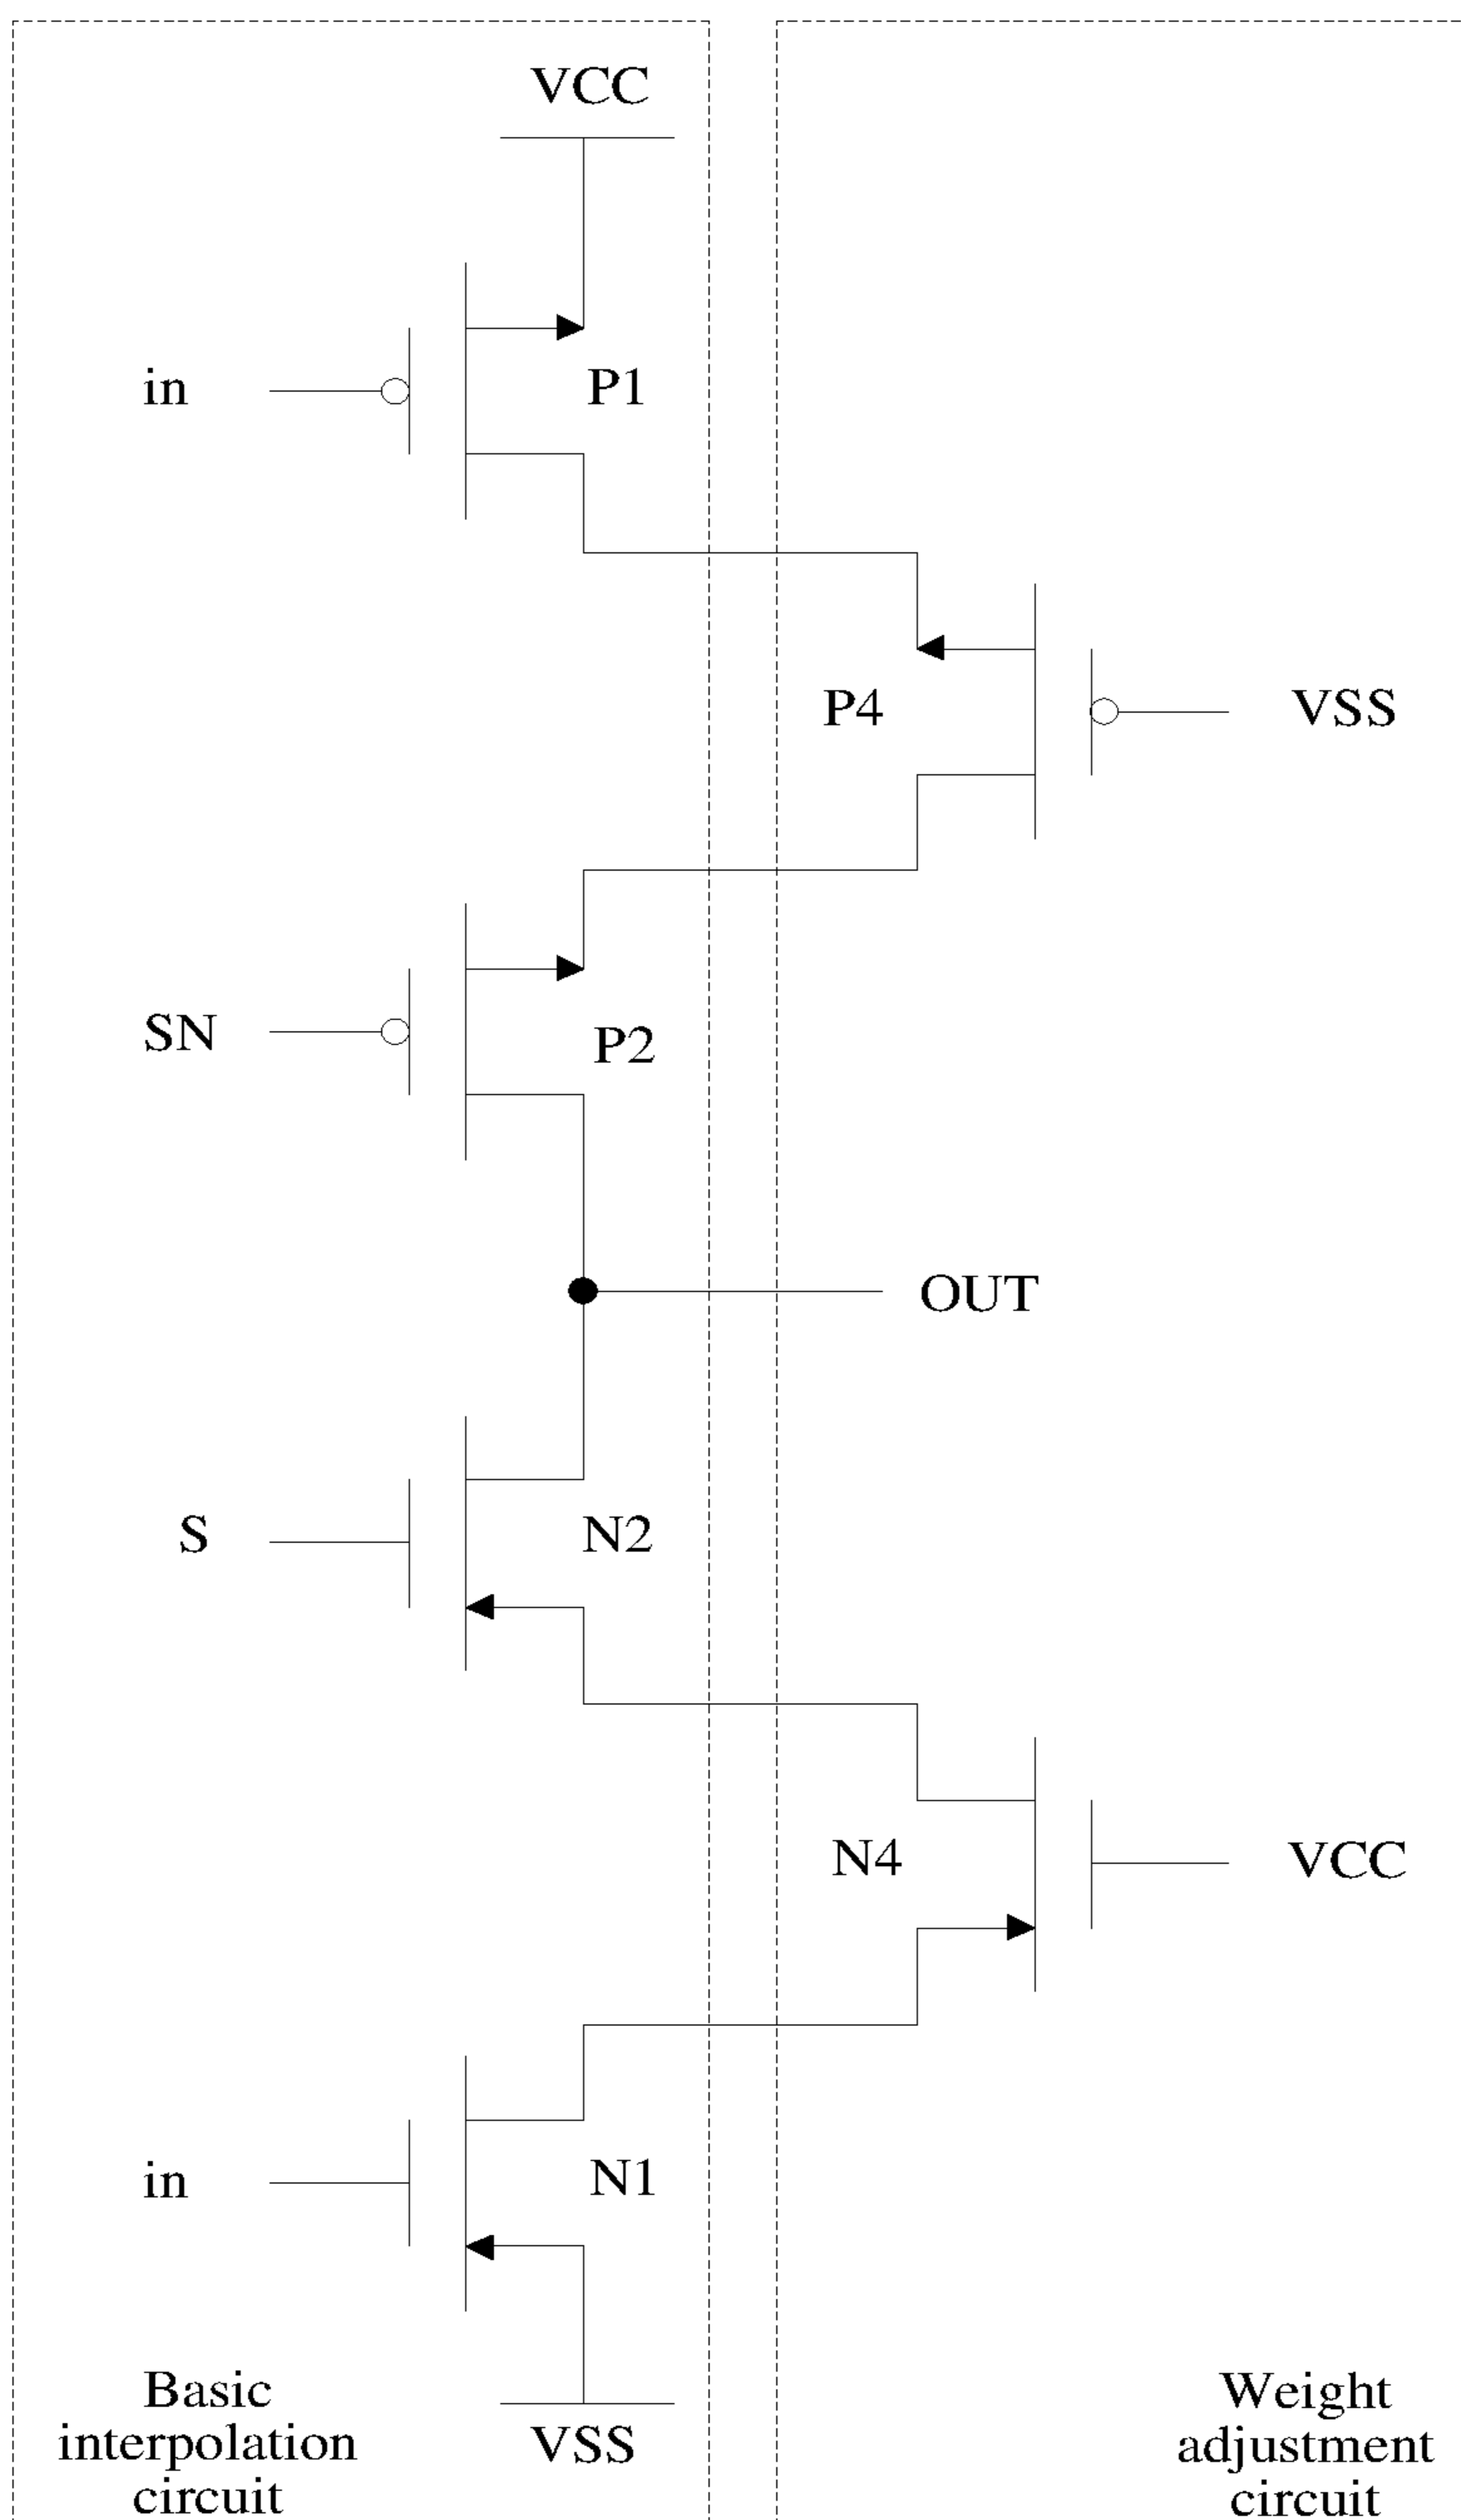 VCC
in
P1
P4
VSS
SN
P2
OUT
S
N2
N4
VCC
in
N1
VSS
Basic
interpolation
circuit
Weight
adjustment
circuit